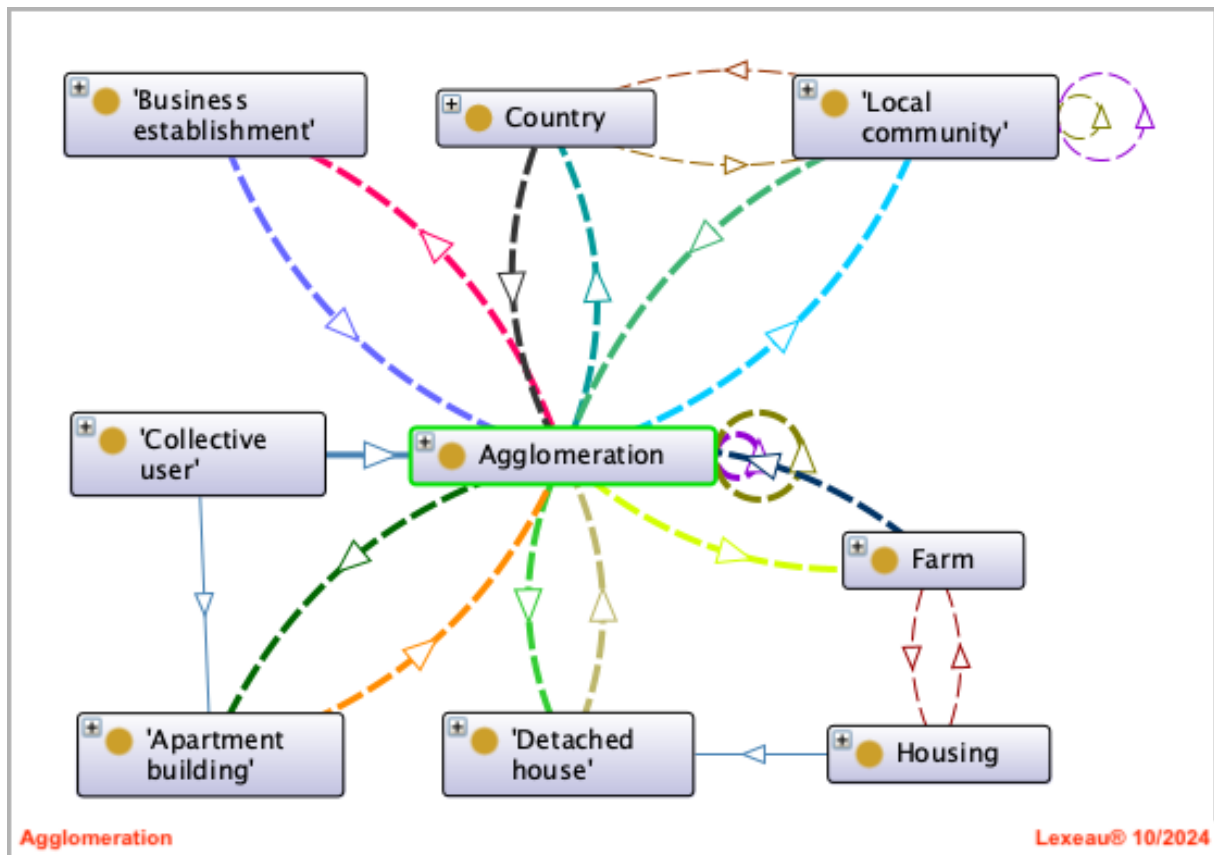 'Business
establishment'
Country
'Local
community'
'Collective
user'
Agglomeration
Farm
'Apartment
building'
'Detached
house'
Housing
Agglomeration
Lexeau® 10/2024